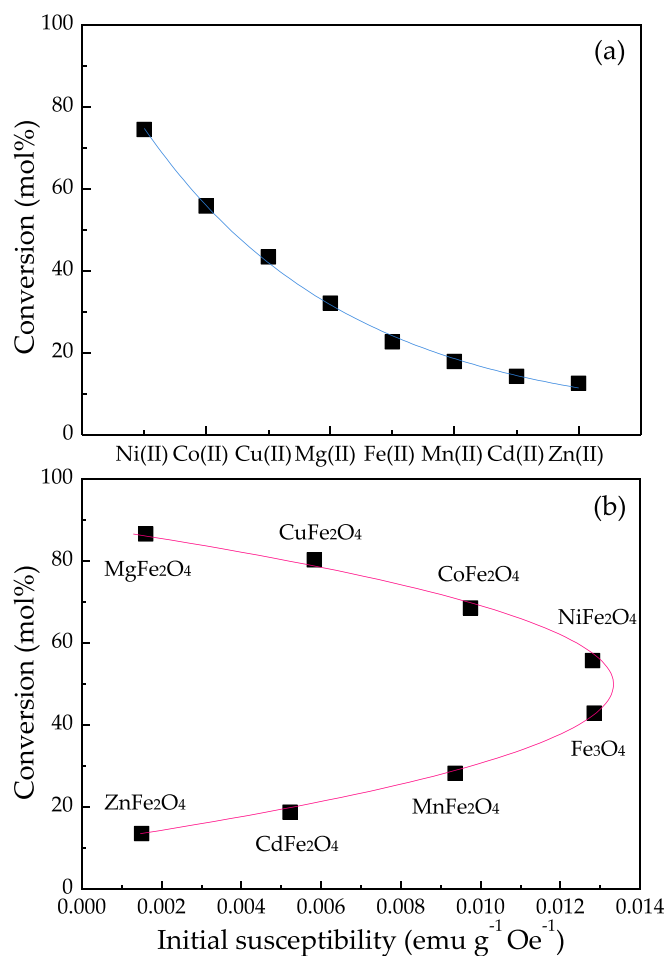 (a)
Conversion (mol%)
100
80
60
40
20
0
Ni(II) Co(II) Cu(II) Mg(II) Fe(II) Mn(II) Cd(II) Zn(II)
(b)
Conversion (mol%)
100
80
60
40
20
0
CuFe2O4
MgFe2O4
CoFe2O4
NiFe2O4
Fe3O4
ZnFe2O4
MnFe2O4
CdFe2O4
0.000 0.002 0.004 0.006 0.008 0.010 0.012 0.014
Initial susceptibility (emu g⁻¹ Oe⁻¹)